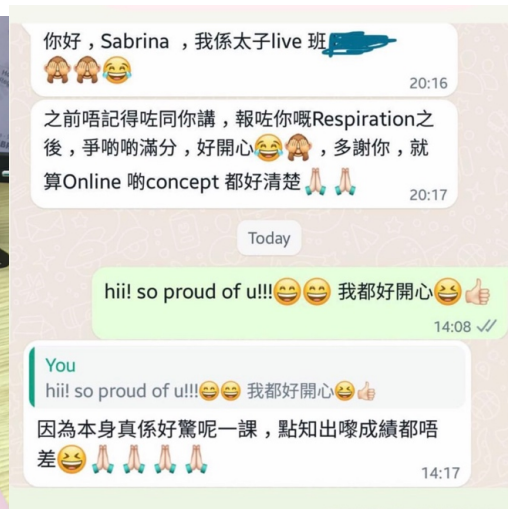 你好，Sabrina ，我係太子live 班
🙈🙈😂
20:16
之前唔記得咗同你講，報咗你嘅Respiration之
後，爭啲啲滿分，好開心😂🙈，多謝你，就
算Online 啲concept 都好清楚🙏🏻🙏🏻
20:17
Today
hii! so proud of u!!!😄😄 我都好開心😆👍🏻
14:08
You
hii! so proud of u!!!😄😄 我都好開心😆👍🏻
因為本身真係好驚呢一課，點知出嚟成績都唔
差😆🙏🏻🙏🏻🙏🏻🙏🏻
14:17